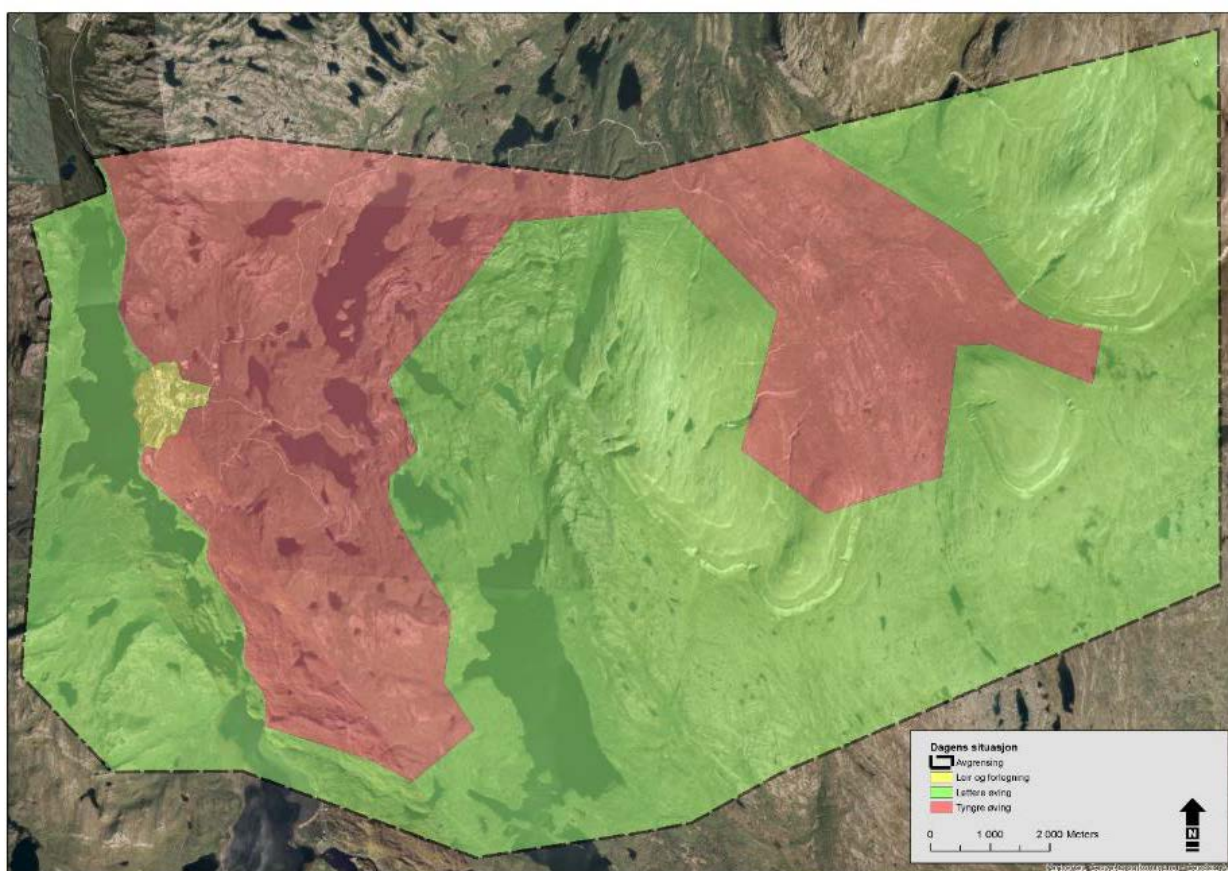 Dagens situasjon
Avgrensing
Leir og forlegning
Lettere øving
Tyngre øving
0 1 000 2 000 Meters
N